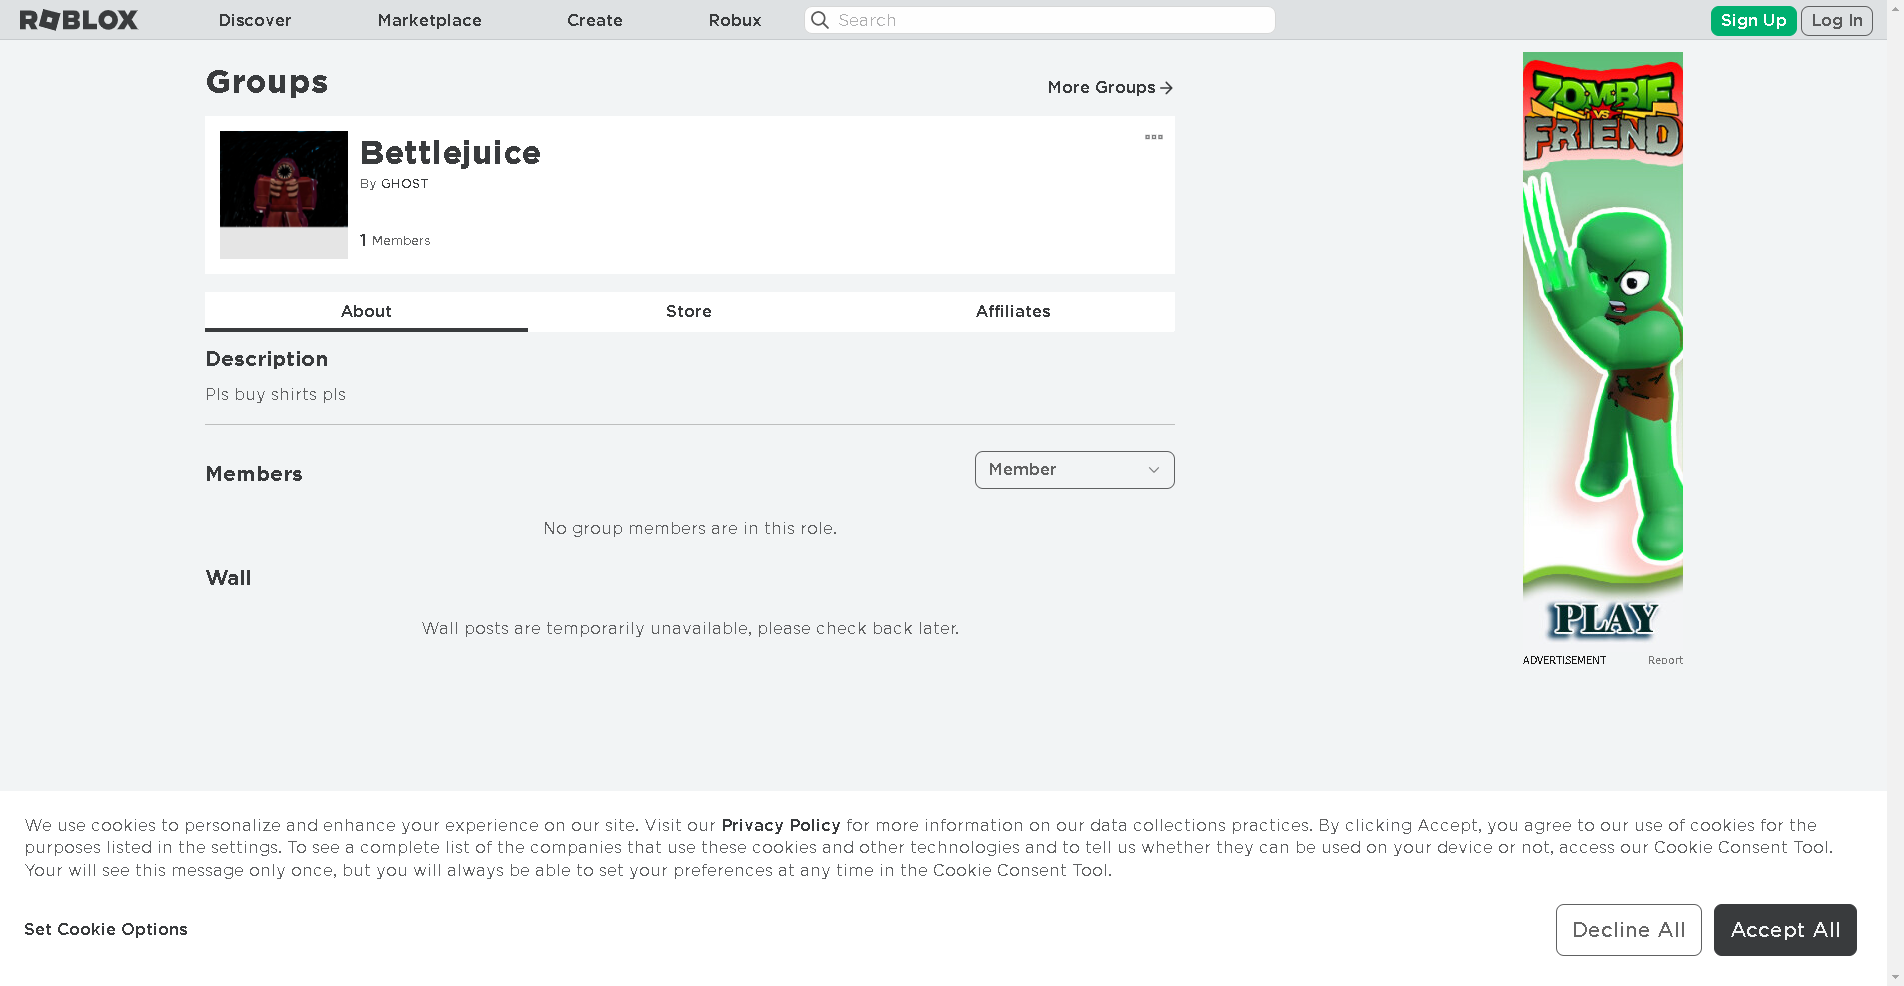 ROBLOX
Discover
Marketplace
Create
Robux
Search
Sign Up
Log In
Groups
More Groups
Bettlejuice
By GHOST
1 Members
About
Store
Affiliates
Description
Pls buy shirts pls
Members
Member
No group members are in this role.
Wall
Wall posts are temporarily unavailable, please check back later.
ZOMBIE
VS
FRIEND
PLAY
ADVERTISEMENT
Report
We use cookies to personalize and enhance your experience on our site. Visit our Privacy Policy for more information on our data collections practices. By clicking Accept, you agree to our use of cookies for the
purposes listed in the settings. To see a complete list of the companies that use these cookies and other technologies and to tell us whether they can be used on your device or not, access our Cookie Consent Tool.
Your will see this message only once, but you will always be able to set your preferences at any time in the Cookie Consent Tool.
Set Cookie Options
Decline All
Accept All